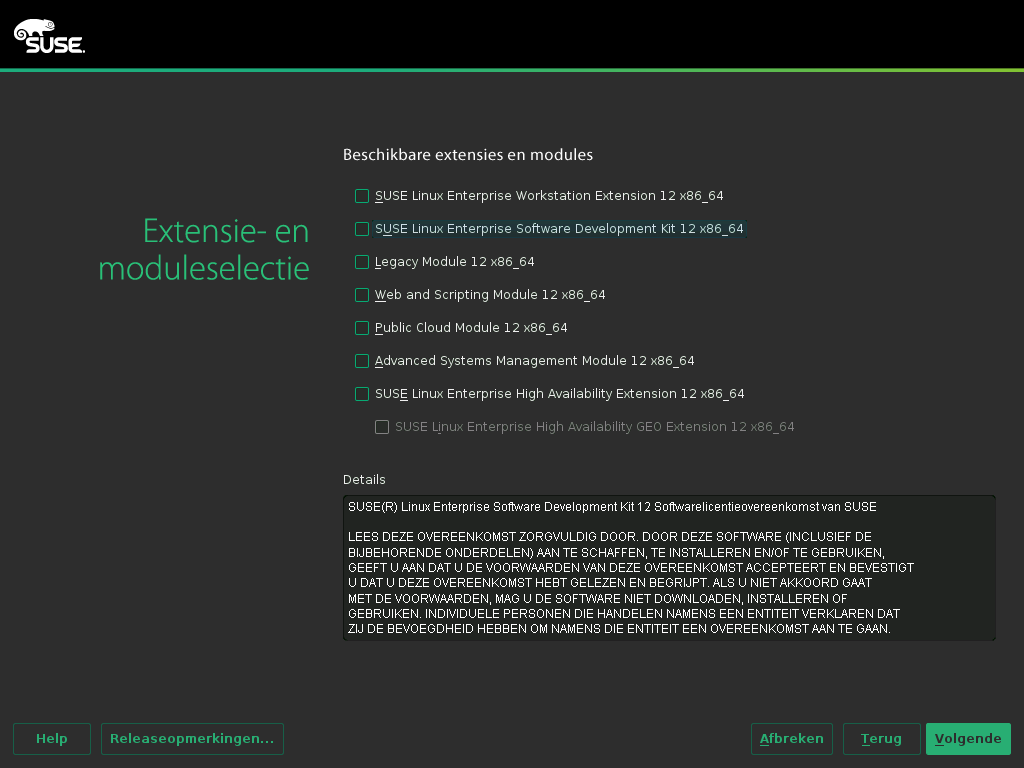 SUSE.
Beschikbare extensies en modules
Extensie- en
moduleselectie
SUSE Linux Enterprise Workstation Extension 12 x86_64
SUSE Linux Enterprise Software Development Kit 12 x86_64
Legacy Module 12 x86_64
Web and Scripting Module 12 x86_64
Public Cloud Module 12 x86_64
Advanced Systems Management Module 12 x86_64
SUSE Linux Enterprise High Availability Extension 12 x86_64
SUSE Linux Enterprise High Availability GEO Extension 12 x86_64
Details
SUSE(R) Linux Enterprise Software Development Kit 12 Softwarelicentieovereenkomst van SUSE
LEES DEZE OVEREENKOMST ZORGVULDIG DOOR. DOOR DEZE SOFTWARE (INCLUSIEF DE
BIJBEHORENDE ONDERDELEN) AAN TE SCHAFFEN, TE INSTALLEREN EN/OF TE GEBRUIKEN,
GEEFT U AAN DAT U DE VOORWAARDEN VAN DEZE OVEREENKOMST ACCEPTEERT EN BEVESTIGT
U DAT U DEZE OVEREENKOMST HEBT GELEZEN EN BEGRIJPT. ALS U NIET AKKOORD GAAT
MET DE VOORWAARDEN, MAG U DE SOFTWARE NIET DOWNLOADEN, INSTALLEREN OF
GEBRUIKEN. INDIVIDUELE PERSONEN DIE HANDELEN NAMENS EEN ENTITEIT VERKLAREN DAT
ZIJ DE BEVOEGDHEID HEBBEN OM NAMENS DIE ENTITEIT EEN OVEREENKOMST AAN TE GAAN.
Help
Releaseopmerkingen...
Afbreken
Terug
Volgende